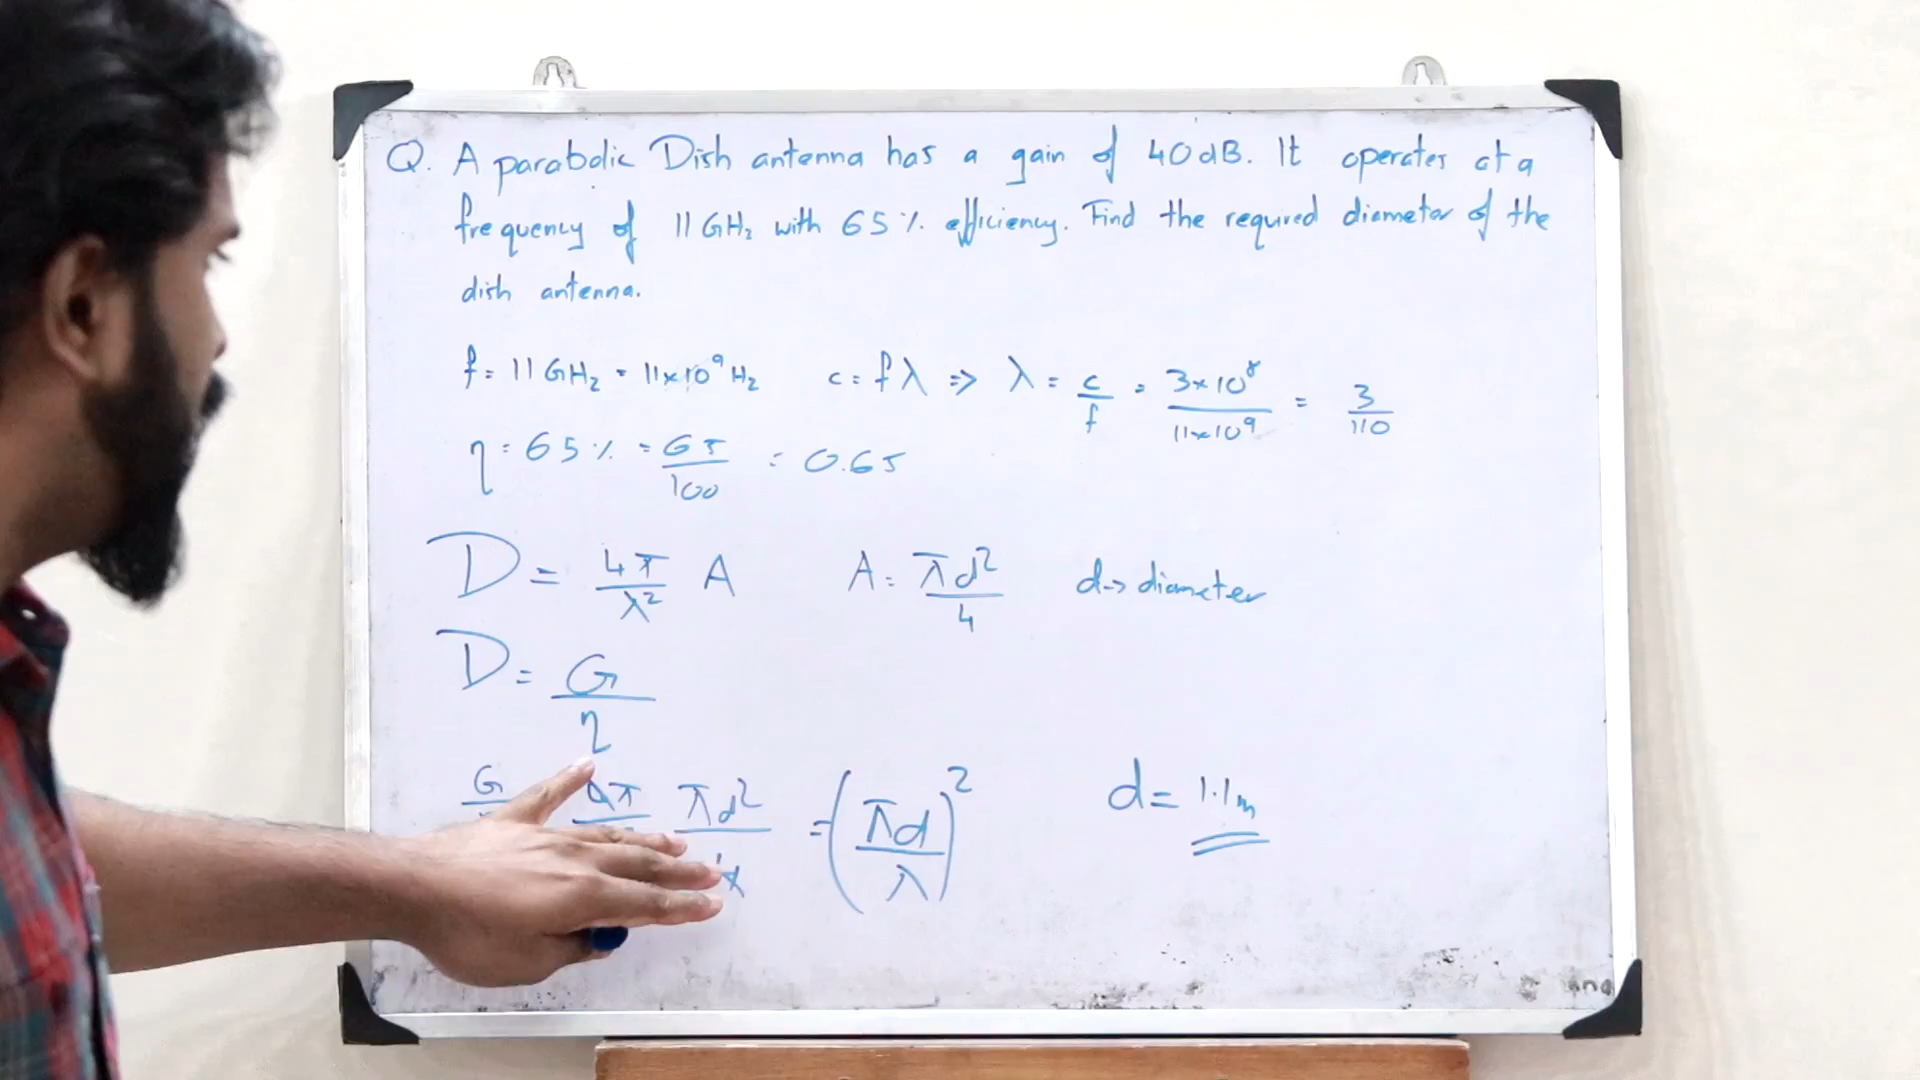 Q. A parabolic Dish antenna has a gain of 40dB. It operates at a
frequency of 11 GHz with 65% efficiency. Find the required diameter of the
dish antenna.
f = 11 GHz = 11×10⁹ Hz c = fλ => λ = c/f = 3×10⁸/11×10⁹ = 3/110
η = 65% = 65/100 = 0.65
D = 4π/λ² A A = πd²/4 d -> diameter
D = G/η
G 4π πd²/4 = (πd/λ)² d = 1.1m